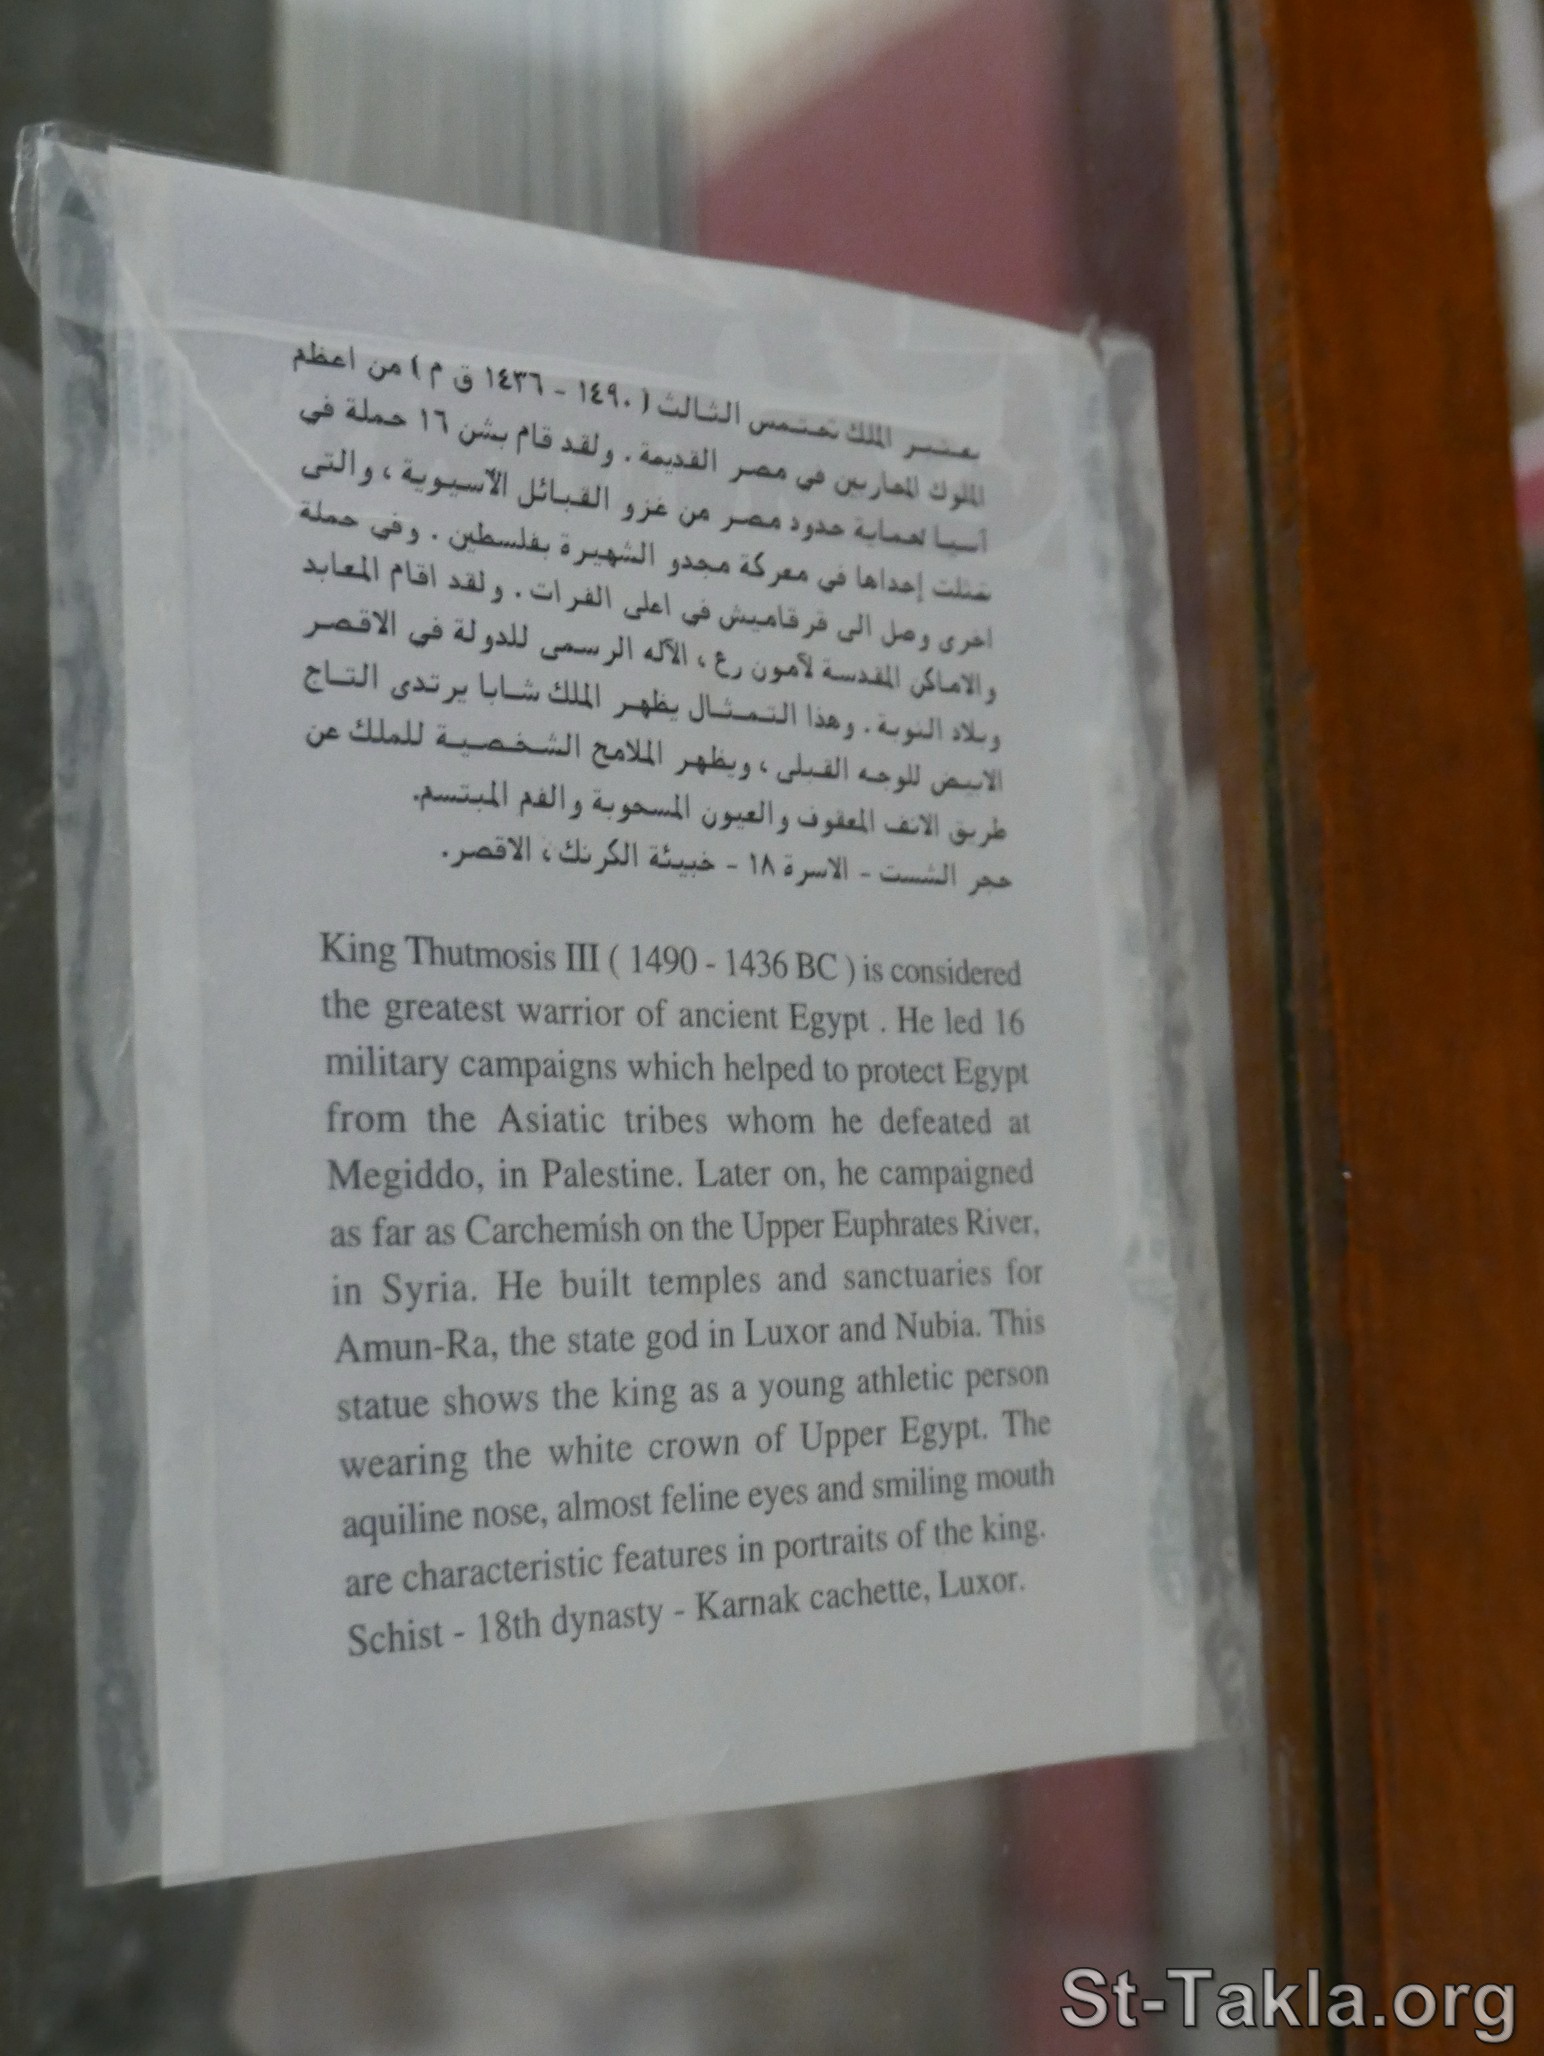 يعتبر الملك تحتمس الثالث ( ١٤٩٠ - ١٤٣٦ ق م ) من اعظم
الملوك المحاربين في مصر القديمة . ولقد قام بشن ١٦ حملة في
آسيا لحماية حدود مصر من غزو القبائل الآسيوية ، والتى
تمثلت إحداها في معركة مجدو الشهيرة بفلسطين . وفى حملة
اخرى وصل الى قرقاميش في اعلى الفرات . ولقد اقام المعابد
والاماكن المقدسة لآمون رع ، الآله الرسمى للدولة في الاقصر
وبلاد النوبة . وهذا التمثال يظهر الملك شابا يرتدى التاج
الابيض للوجه القبلى ، ويظهر الملامح الشخصية للملك عن
طريق الانف المعقوف والعيون المسحوبة والفم المبتسم.
حجر الشست - الاسرة ١٨ - خبيئة الكرنك ، الاقصر.
King Thutmosis III ( 1490 - 1436 BC ) is considered
the greatest warrior of ancient Egypt . He led 16
military campaigns which helped to protect Egypt
from the Asiatic tribes whom he defeated at
Megiddo, in Palestine. Later on, he campaigned
as far as Carchemish on the Upper Euphrates River,
in Syria. He built temples and sanctuaries for
Amun-Ra, the state god in Luxor and Nubia. This
statue shows the king as a young athletic person
wearing the white crown of Upper Egypt. The
aquiline nose, almost feline eyes and smiling mouth
are characteristic features in portraits of the king.
Schist - 18th dynasty - Karnak cachette, Luxor.
St-Takla.org